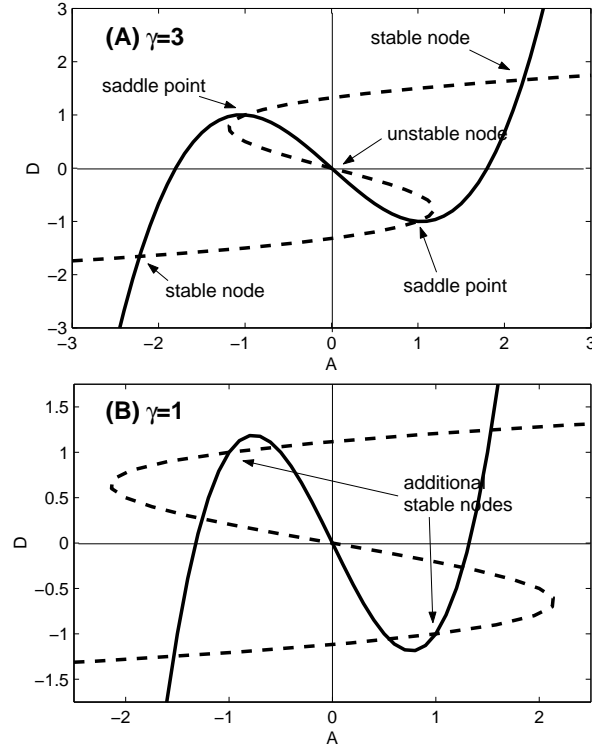 3
(A) γ=3
stable node
2
saddle point
1
unstable node
D
0
−1
−2
stable node
saddle point
−3
−3
−2
−1
0
1
2
3
A
1.5
(B) γ=1
1
additional
stable nodes
0.5
D
0
−0.5
−1
−1.5
−2
−1
0
1
2
A